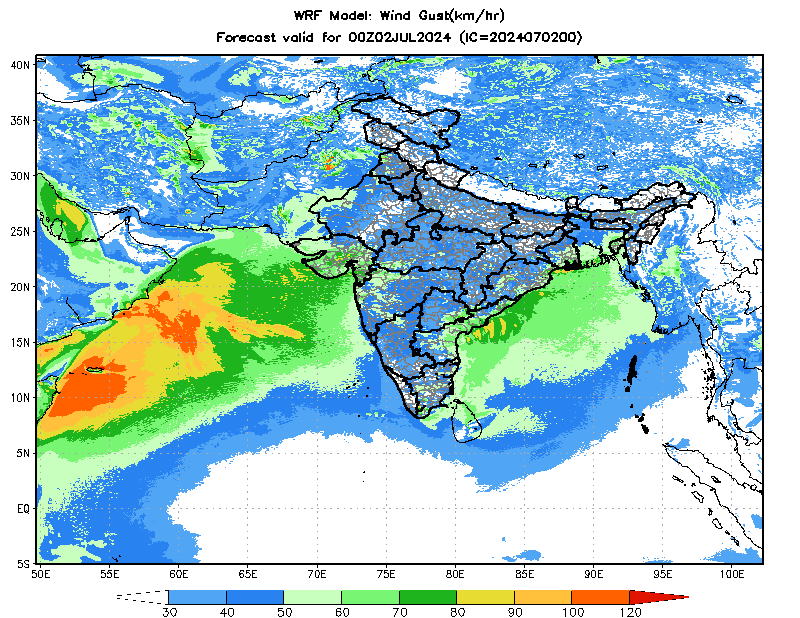 WRF Model: Wind Gust(km/hr)
Forecast valid for 00Z02JUL2024 (IC=2024070200)
40N
35N
30N
25N
20N
15N
10N
5N
EQ
5S
50E 55E 60E 65E 70E 75E 80E 85E 90E 95E 100E
30 40 50 60 70 80 90 100 120